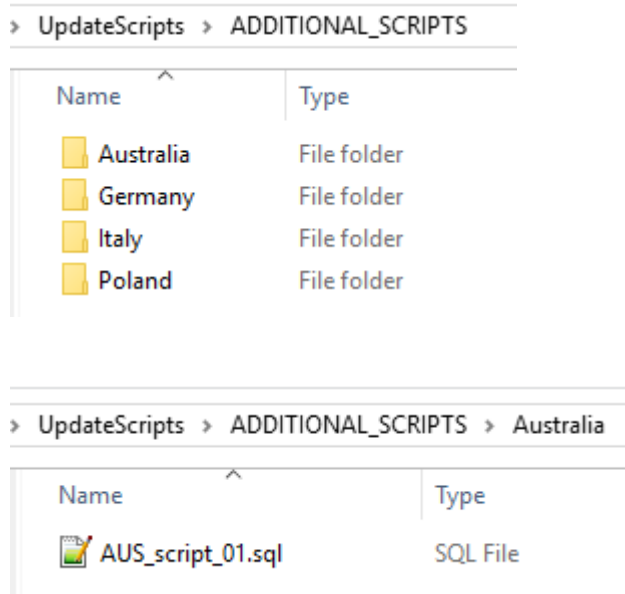 > UpdateScripts > ADDITIONAL_SCRIPTS
Name Type
Australia File folder
Germany File folder
Italy File folder
Poland File folder
> UpdateScripts > ADDITIONAL_SCRIPTS > Australia
Name Type
AUS_script_01.sql SQL File